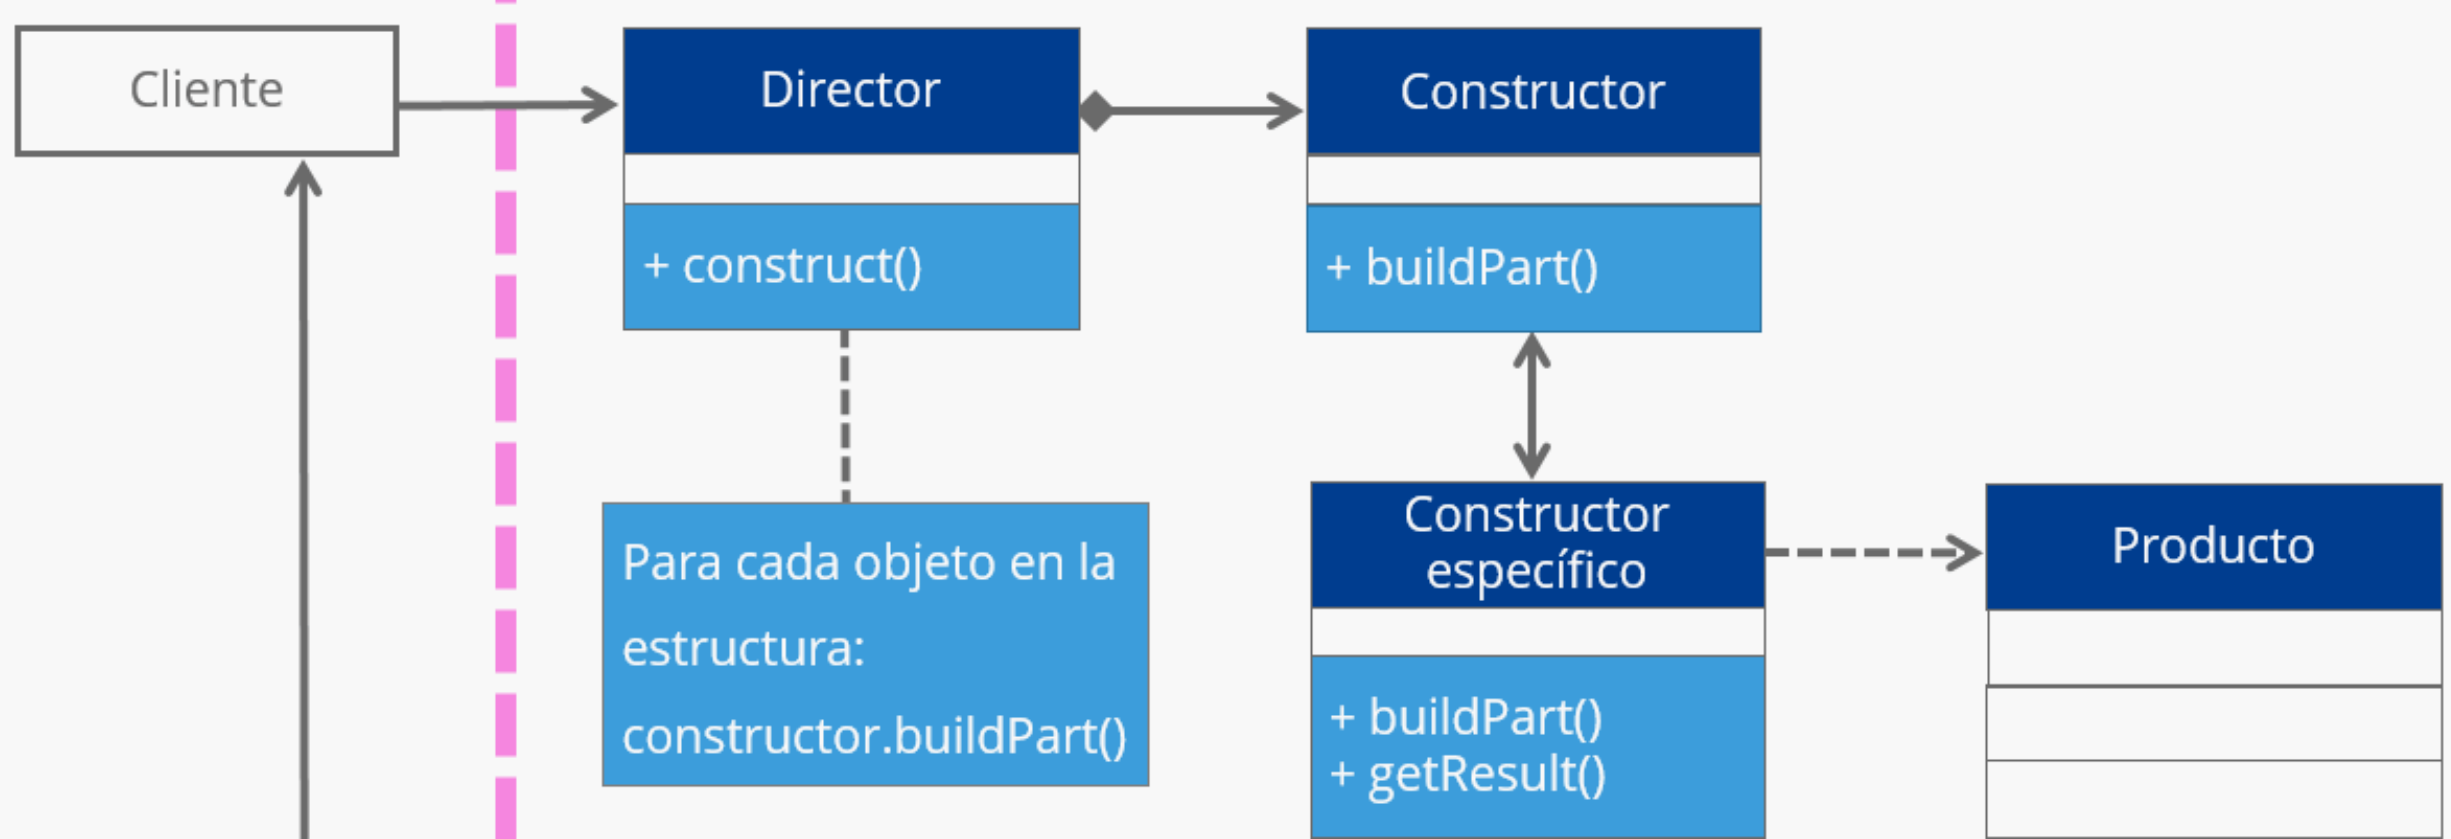 Cliente
Director
+ construct()
Constructor
+ buildPart()
Para cada objeto en la
estructura:
constructor.buildPart()
Constructor
específico
+ buildPart()
+ getResult()
Producto